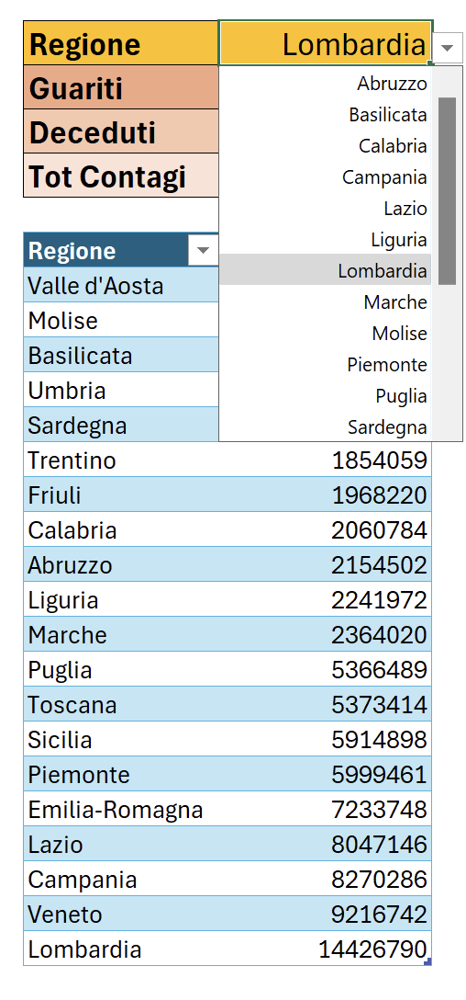 Regione Lombardia
Guariti
Deceduti
Tot Contagi
Abruzzo
Basilicata
Calabria
Campania
Lazio
Liguria
Lombardia
Marche
Molise
Piemonte
Puglia
Sardegna
Regione
Valle d'Aosta
Molise
Basilicata
Umbria
Sardegna
Trentino 1854059
Friuli 1968220
Calabria 2060784
Abruzzo 2154502
Liguria 2241972
Marche 2364020
Puglia 5366489
Toscana 5373414
Sicilia 5914898
Piemonte 5999461
Emilia-Romagna 7233748
Lazio 8047146
Campania 8270286
Veneto 9216742
Lombardia 14426790